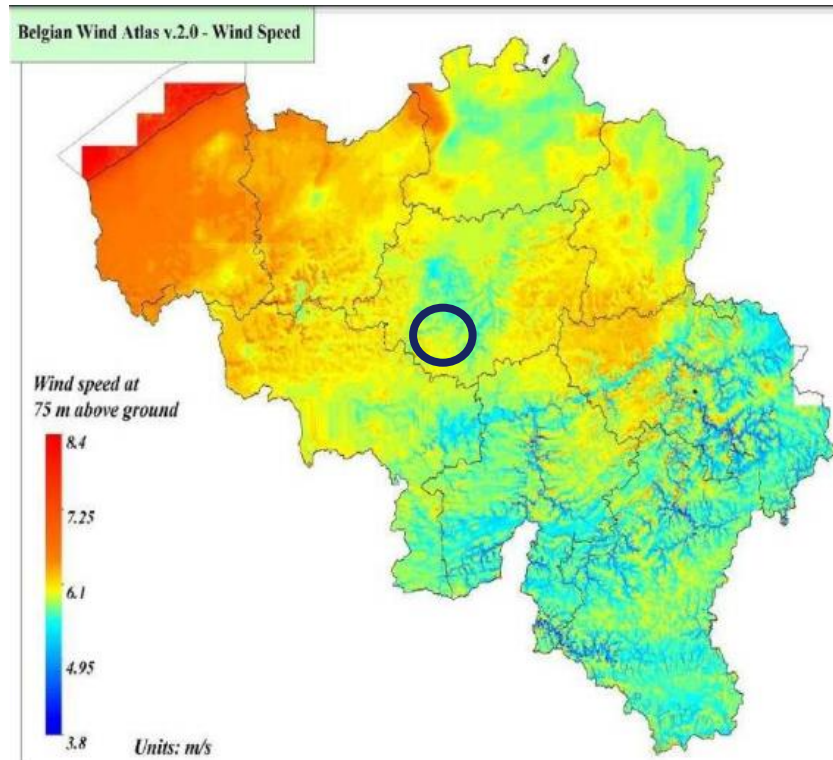 Belgian Wind Atlas v.2.0 - Wind Speed
Wind speed at
75 m above ground
8.4
7.25
6.1
4.95
3.8
Units: m/s